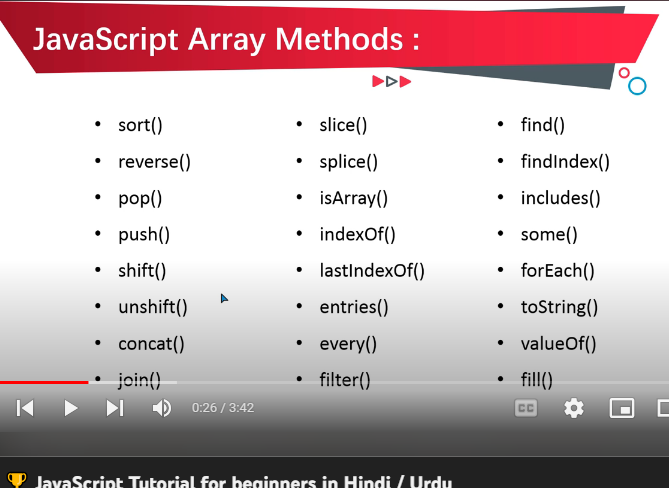 JavaScript Array Methods :
• sort()
• reverse()
• pop()
• push()
• shift()
• unshift()
• concat()
• join()
• slice()
• splice()
• isArray()
• indexOf()
• lastIndexOf()
• entries()
• every()
• filter()
• find()
• findIndex()
• includes()
• some()
• forEach()
• toString()
• valueOf()
• fill()
0:26 / 3:42
CC
🏆 JavaScript Tutorial for beginners in Hindi / Urdu